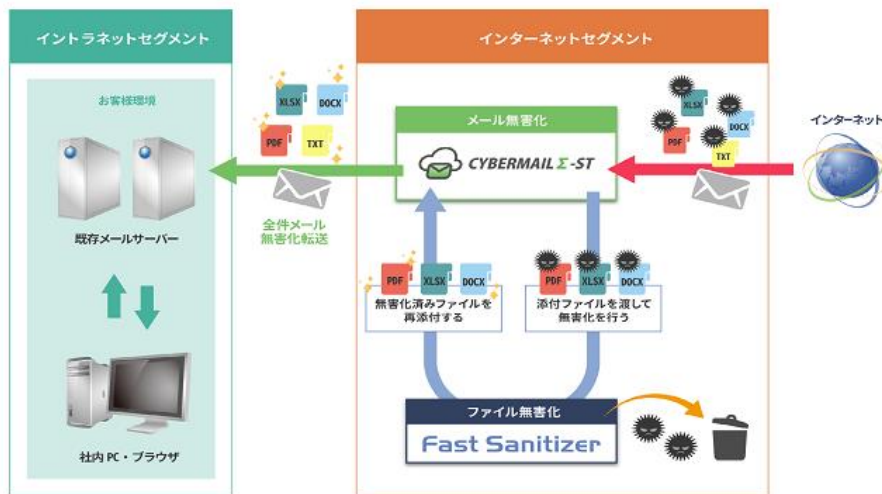 イントラネットセグメント
インターネットセグメント
お客様環境
XLSX
DOCX
PDF
TXT
メール無害化
CYBERMAIL Σ-ST
XLSX
DOCX
PDF
TXT
インターネット
既存メールサーバー
全件メール
無害化転送
PDF
XLSX
DOCX
無害化済みファイルを
再添付する
PDF
XLSX
DOCX
添付ファイルを渡して
無害化を行う
社内 PC・ブラウザ
ファイル無害化
Fast Sanitizer